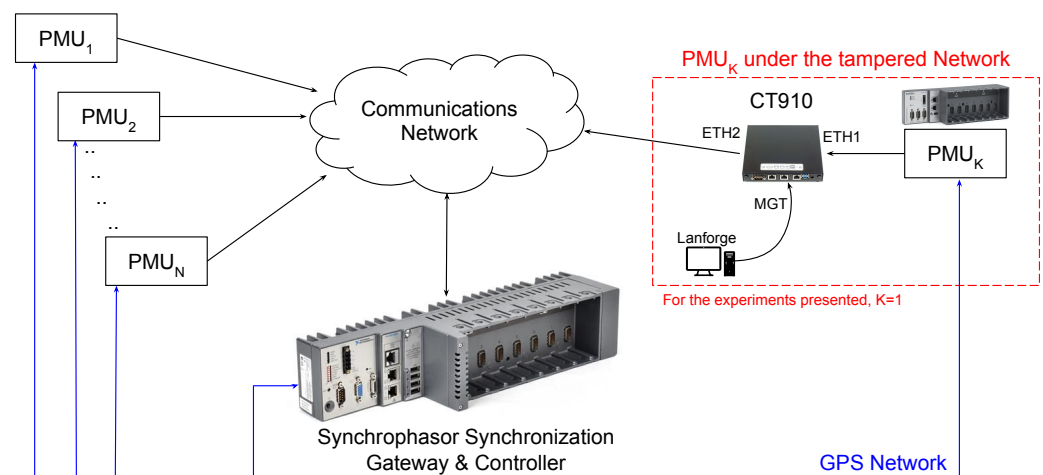 PMU1
PMU2
..
..
..
..
PMUN
Communications
Network
PMUK under the tampered Network
CT910
ETH2
ETH1
PMUK
MGT
Lanforge
For the experiments presented, K=1
Synchrophasor Synchronization
Gateway & Controller
GPS Network